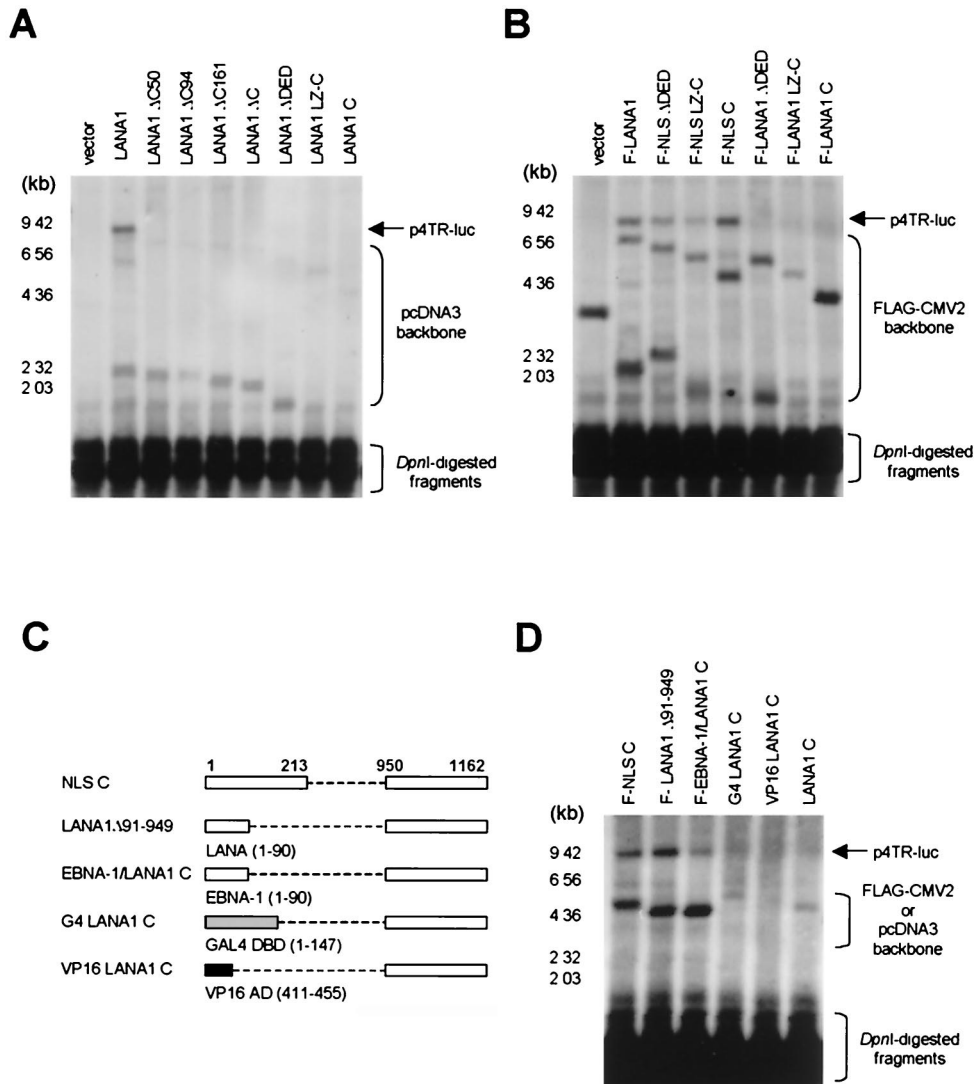 A
vector
LANA1
LANA1 .ΔC50
LANA1 .ΔC94
LANA1 .ΔC161
LANA1 .ΔC
LANA1 .ΔDED
LANA1 LZ-C
LANA1 C
(kb)
9 42
6 56
4 36
2 32
2 03
p4TR-luc
pcDNA3
backbone
DpnI-digested
fragments
B
vector
F-LANA1
F-NLS .ΔDED
F-NLS LZ-C
F-NLS C
F-LANA1 .ΔDED
F-LANA1 LZ-C
F-LANA1 C
(kb)
9 42
6 56
4 36
2 32
2 03
p4TR-luc
FLAG-CMV2
backbone
DpnI-digested
fragments
C
1 213 950 1162
NLS C
LANA1.Δ91-949
LANA (1-90)
EBNA-1/LANA1 C
EBNA-1 (1-90)
G4 LANA1 C
GAL4 DBD (1-147)
VP16 LANA1 C
VP16 AD (411-455)
D
F-NLS C
F- LANA1 .Δ91-949
F-EBNA-1/LANA1 C
G4 LANA1 C
VP16 LANA1 C
LANA1 C
(kb)
9 42
6 56
4 36
2 32
2 03
p4TR-luc
FLAG-CMV2
or
pcDNA3
backbone
DpnI-digested
fragments